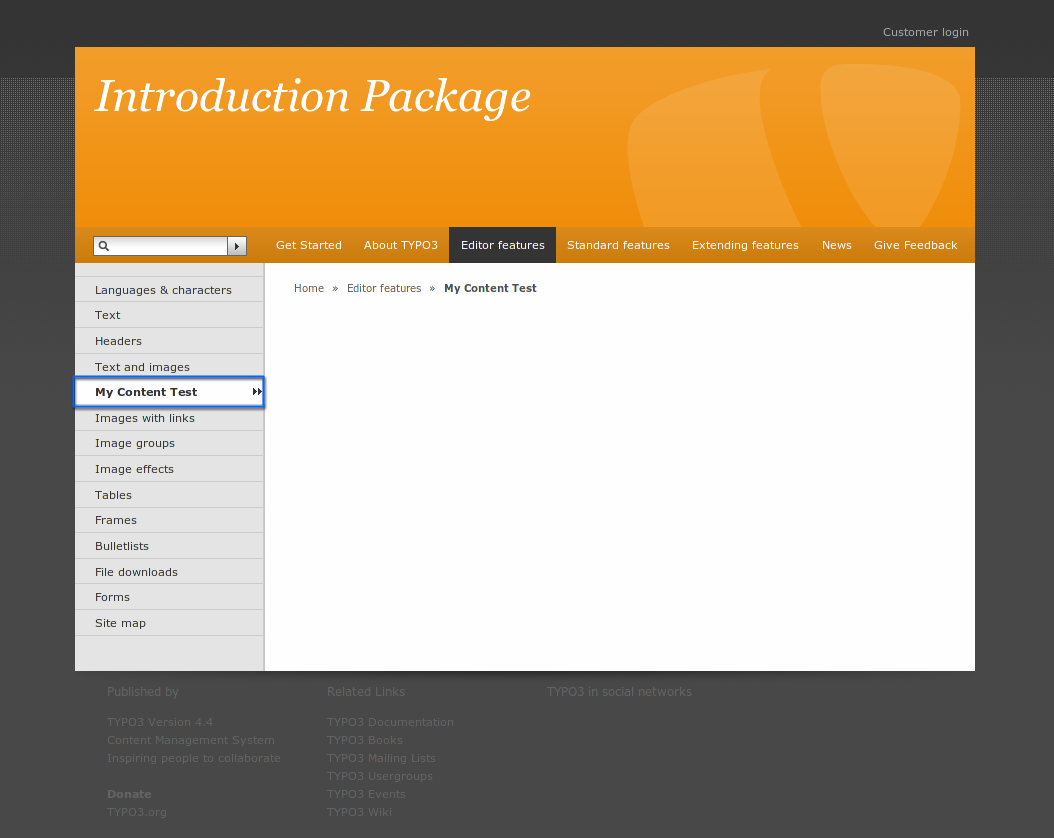 Customer login
Introduction Package
Get Started About TYPO3 Editor features Standard features Extending features News Give Feedback
Home » Editor features » My Content Test
Languages & characters
Text
Headers
Text and images
My Content Test
Images with links
Image groups
Image effects
Tables
Frames
Bulletlists
File downloads
Forms
Site map
Published by
TYPO3 Version 4.4
Content Management System
Inspiring people to collaborate
Donate
TYPO3.org
Related Links
TYPO3 Documentation
TYPO3 Books
TYPO3 Mailing Lists
TYPO3 Usergroups
TYPO3 Events
TYPO3 Wiki
TYPO3 in social networks